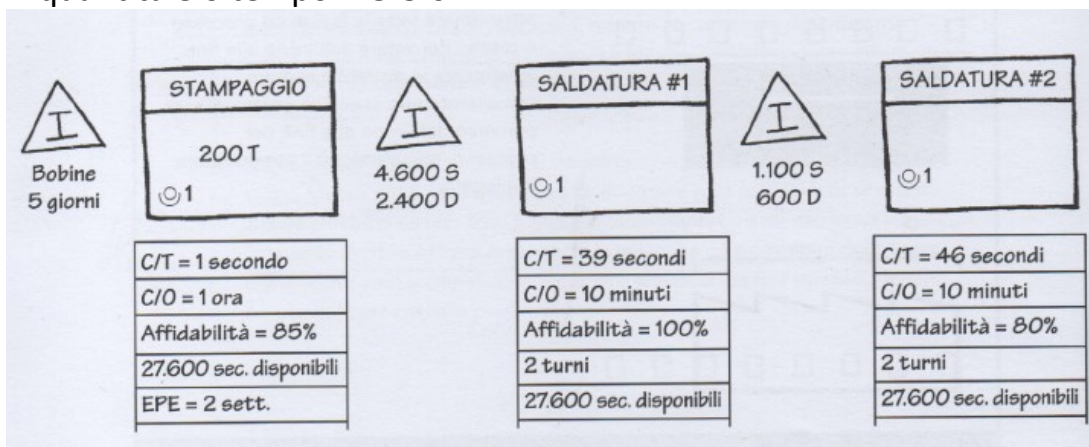 STAMPAGGIO
SALDATURA #1
SALDATURA #2
I
I
I
200 T
Bobine
5 giorni
1
4.600 S
2.400 D
1
1.100 S
600 D
1
C/T = 1 secondo
C/O = 1 ora
Affidabilità = 85%
27.600 sec. disponibili
EPE = 2 sett.
C/T = 39 secondi
C/O = 10 minuti
Affidabilità = 100%
2 turni
27.600 sec. disponibili
C/T = 46 secondi
C/O = 10 minuti
Affidabilità = 80%
2 turni
27.600 sec. disponibili